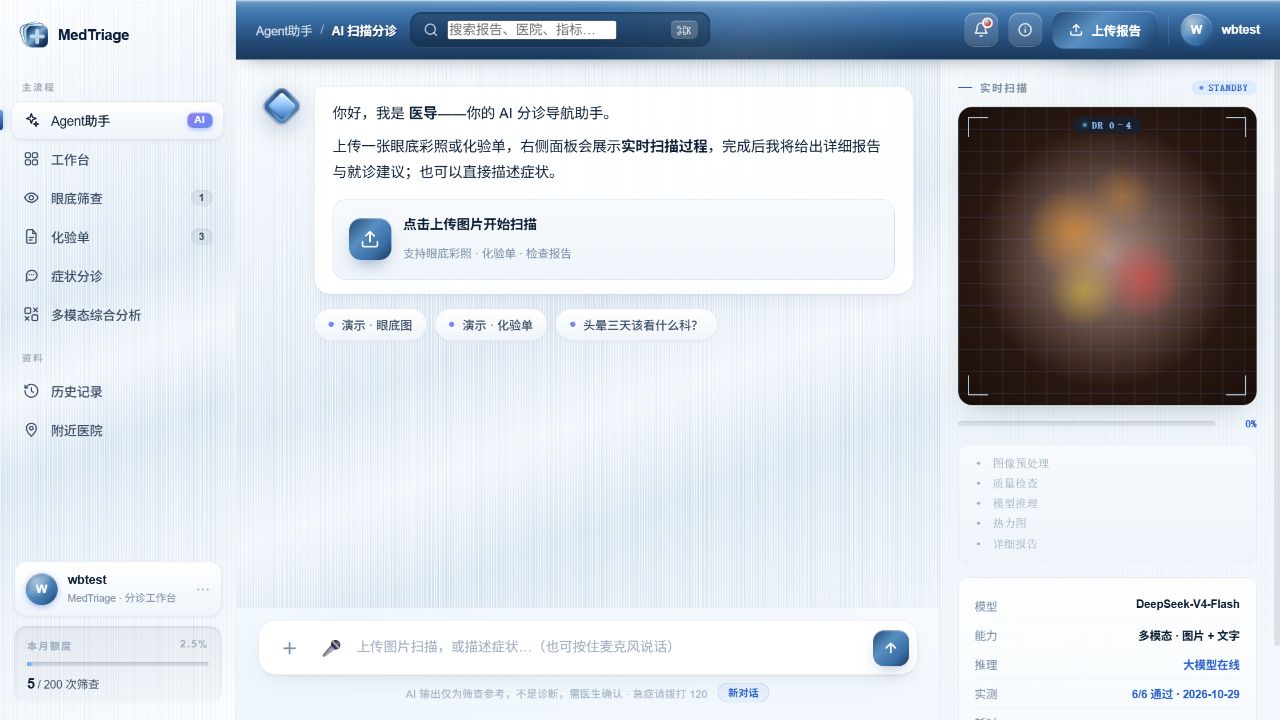 MedTriage
主流程
Agent助手 AI
工作台
眼底筛查 1
化验单 3
症状分诊
多模态综合分析
资料
历史记录
附近医院
wbtest
MedTriage · 分诊工作台
本月额度 2.5%
5 / 200 次筛查
Agent助手 / AI 扫描分诊
搜索报告、医院、指标… ⌘K
上传报告
W wbtest
你好，我是 医导——你的 AI 分诊导航助手。
上传一张眼底彩照或化验单，右侧面板会展示实时扫描过程，完成后我将给出详细报告
与就诊建议；也可以直接描述症状。
点击上传图片开始扫描
支持眼底彩照 · 化验单 · 检查报告
演示 · 眼底图
演示 · 化验单
头晕三天该看什么科？
上传图片扫描，或描述症状…（也可按住麦克风说话）
AI 输出仅为筛查参考，不是诊断，需医生确认 · 急症请拨打 120 新对话
实时扫描 STANDBY
DR 0–4
0%
图像预处理
质量检查
模型推理
热力图
详细报告
模型 DeepSeek-V4-Flash
能力 多模态 · 图片 + 文字
推理 大模型在线
实测 6/6 通过 · 2026-10-29